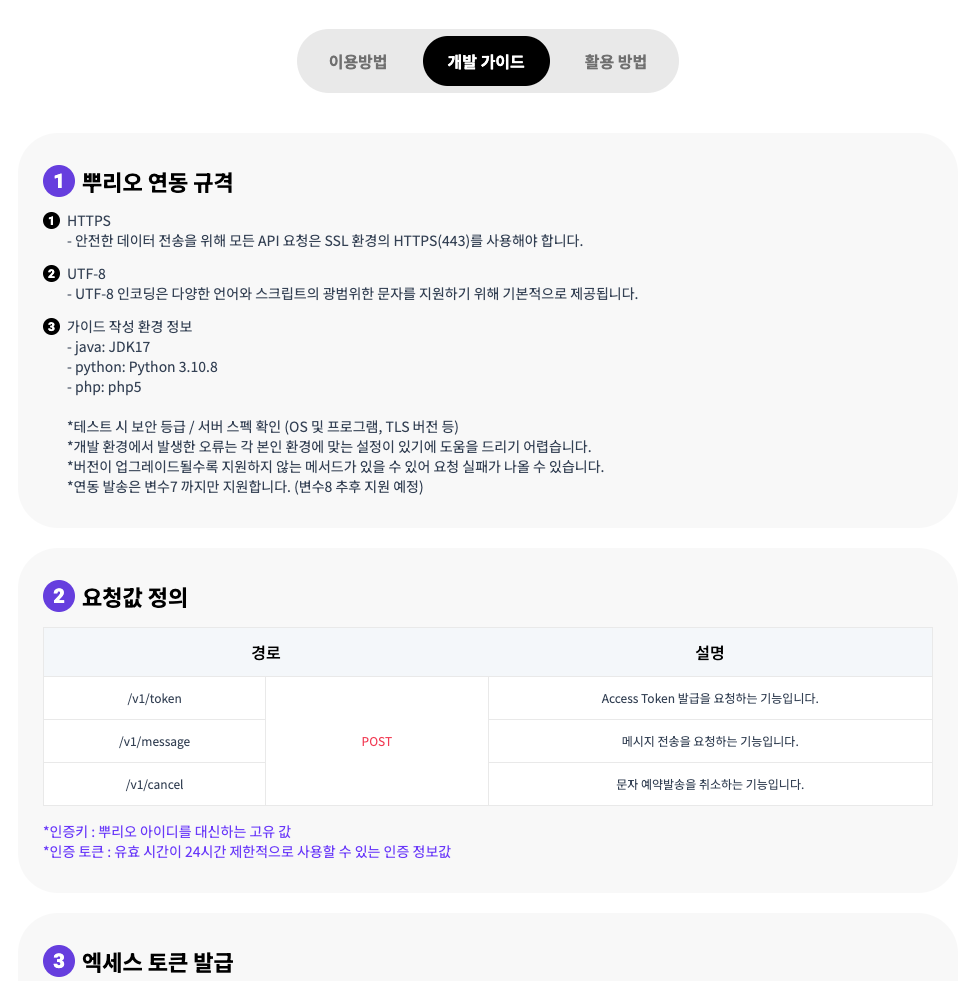 이용방법
개발 가이드
활용 방법
1 뿌리오 연동 규격
1 HTTPS
- 안전한 데이터 전송을 위해 모든 API 요청은 SSL 환경의 HTTPS(443)를 사용해야 합니다.
2 UTF-8
- UTF-8 인코딩은 다양한 언어와 스크립트의 광범위한 문자를 지원하기 위해 기본적으로 제공됩니다.
3 가이드 작성 환경 정보
- java: JDK17
- python: Python 3.10.8
- php: php5
*테스트 시 보안 등급 / 서버 스펙 확인 (OS 및 프로그램, TLS 버전 등)
*개발 환경에서 발생한 오류는 각 본인 환경에 맞는 설정이 있기에 도움을 드리기 어렵습니다.
*버전이 업그레이드될수록 지원하지 않는 메서드가 있을 수 있어 요청 실패가 나올 수 있습니다.
*연동 발송은 변수7 까지만 지원합니다. (변수8 추후 지원 예정)
2 요청값 정의
경로 설명
/v1/token Access Token 발급을 요청하는 기능입니다.
/v1/message POST 메시지 전송을 요청하는 기능입니다.
/v1/cancel 문자 예약발송을 취소하는 기능입니다.
*인증키 : 뿌리오 아이디를 대신하는 고유 값
*인증 토큰 : 유효 시간이 24시간 제한적으로 사용할 수 있는 인증 정보값
3 엑세스 토큰 발급